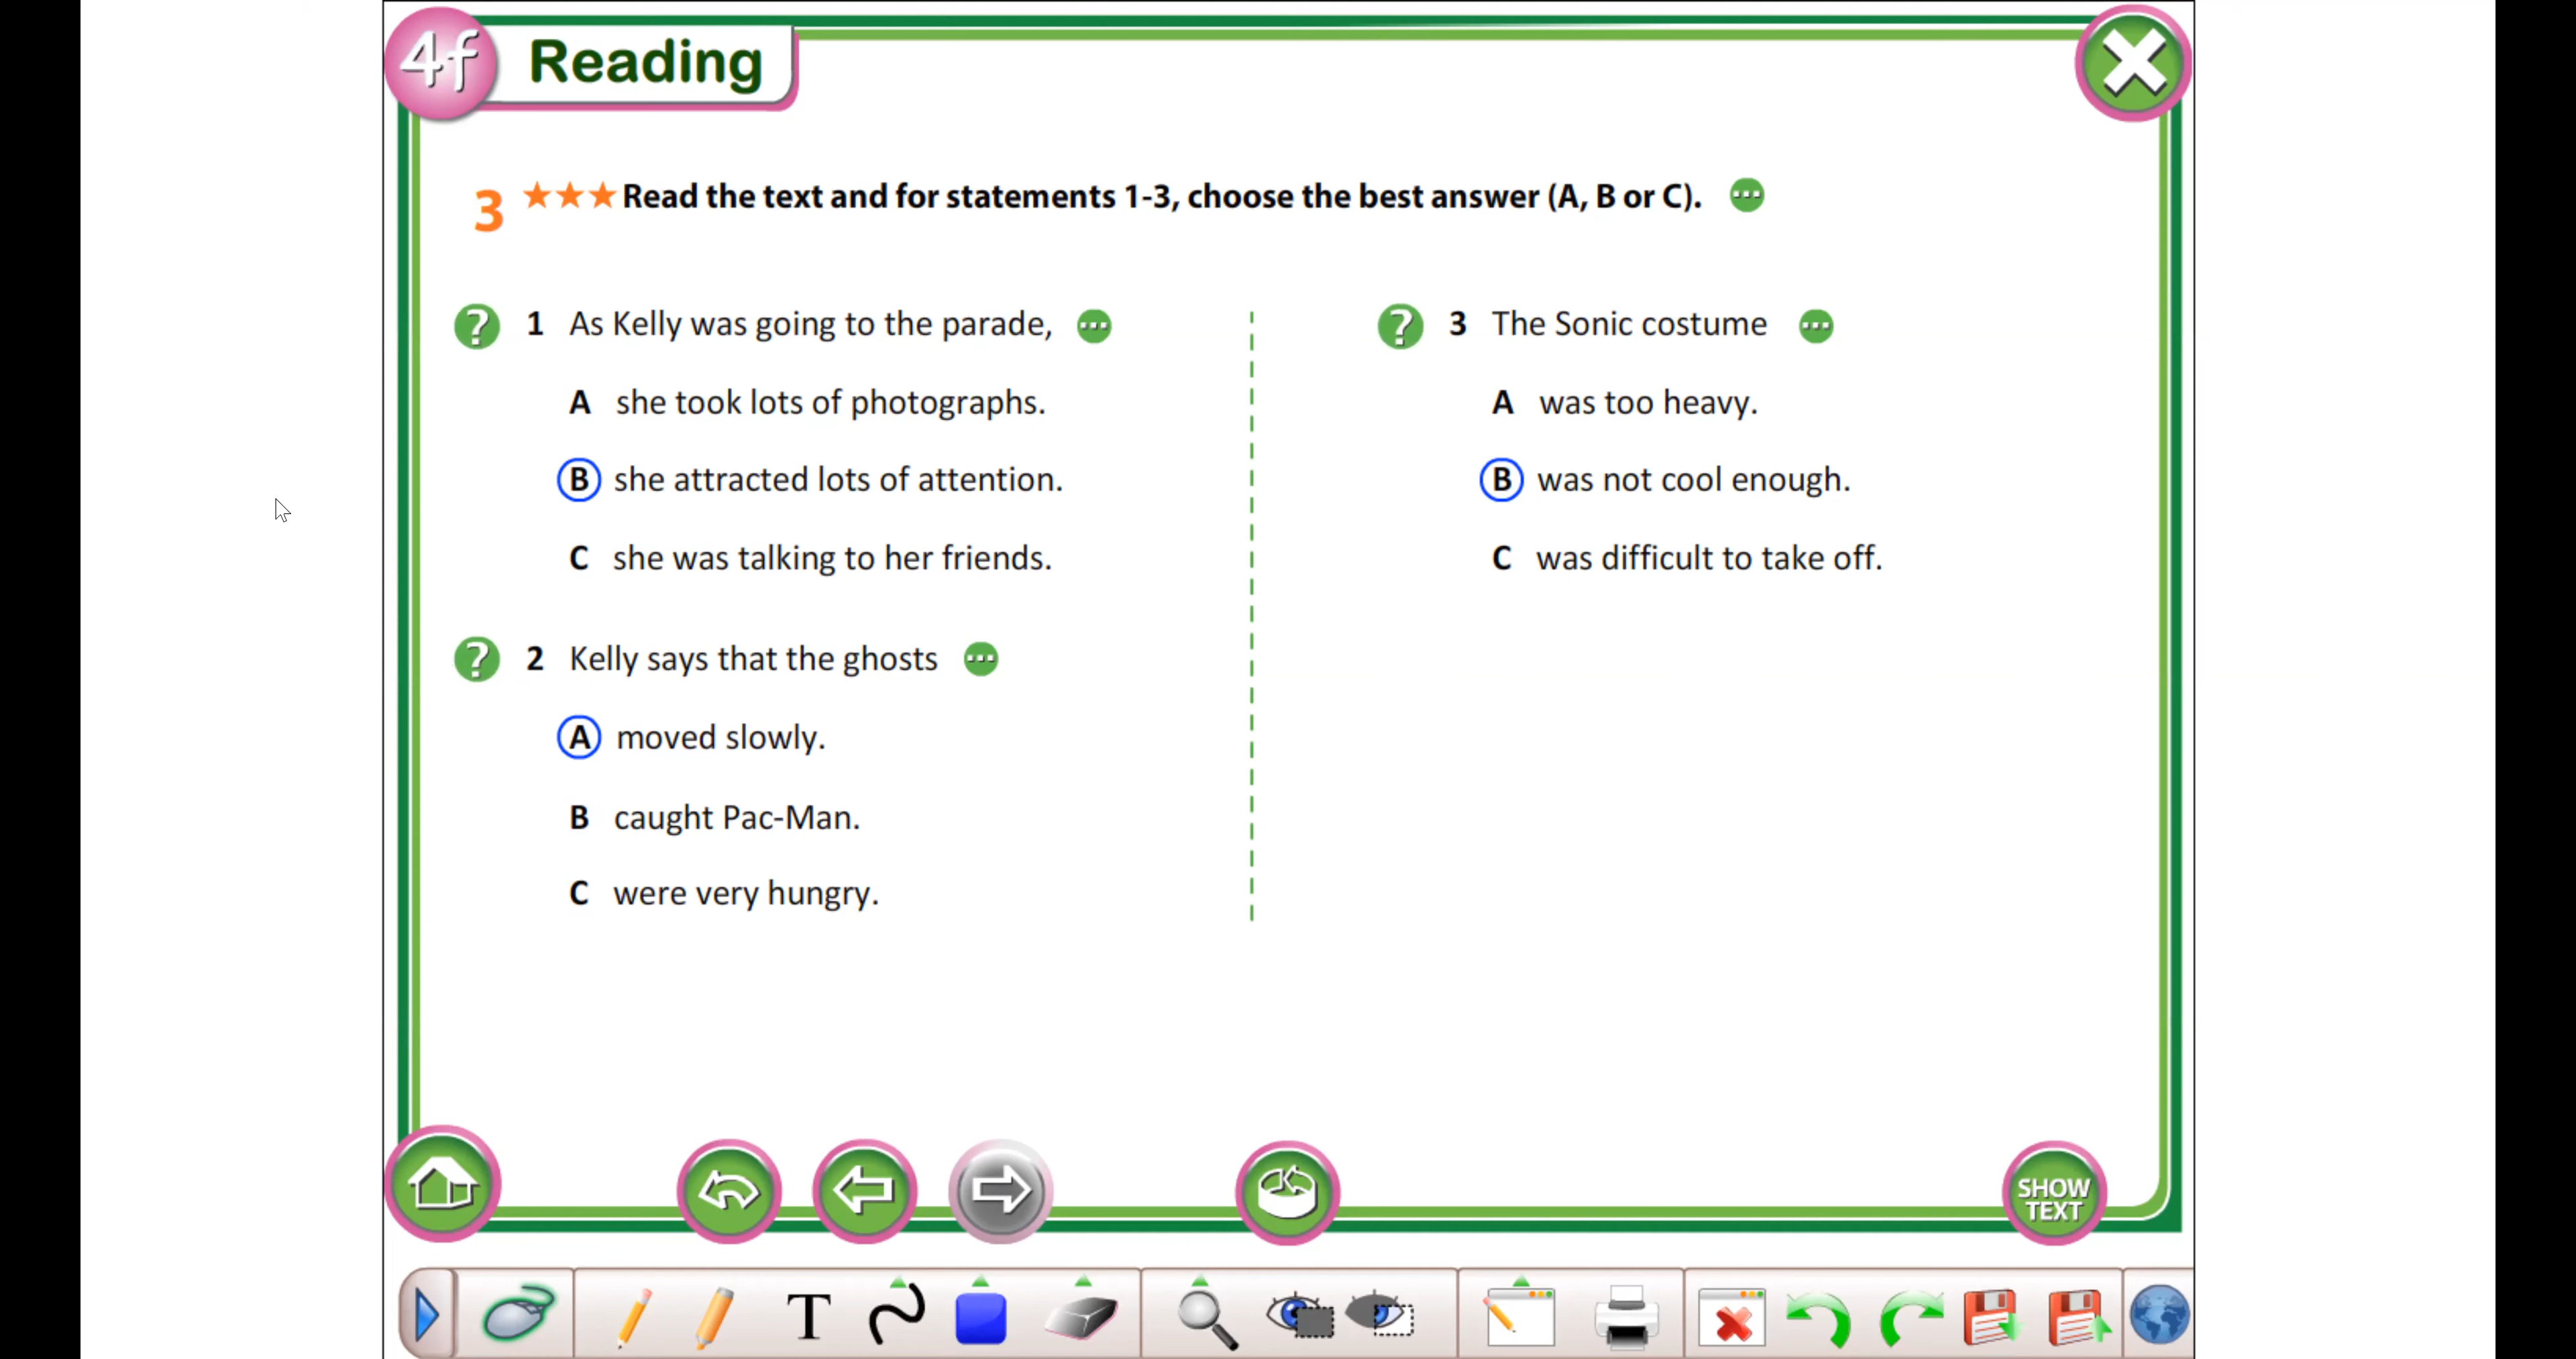 4f Reading
3 ★★★ Read the text and for statements 1-3, choose the best answer (A, B or C).
1 As Kelly was going to the parade,
A she took lots of photographs.
B she attracted lots of attention.
C she was talking to her friends.
2 Kelly says that the ghosts
A moved slowly.
B caught Pac-Man.
C were very hungry.
3 The Sonic costume
A was too heavy.
B was not cool enough.
C was difficult to take off.
SHOW
TEXT
T